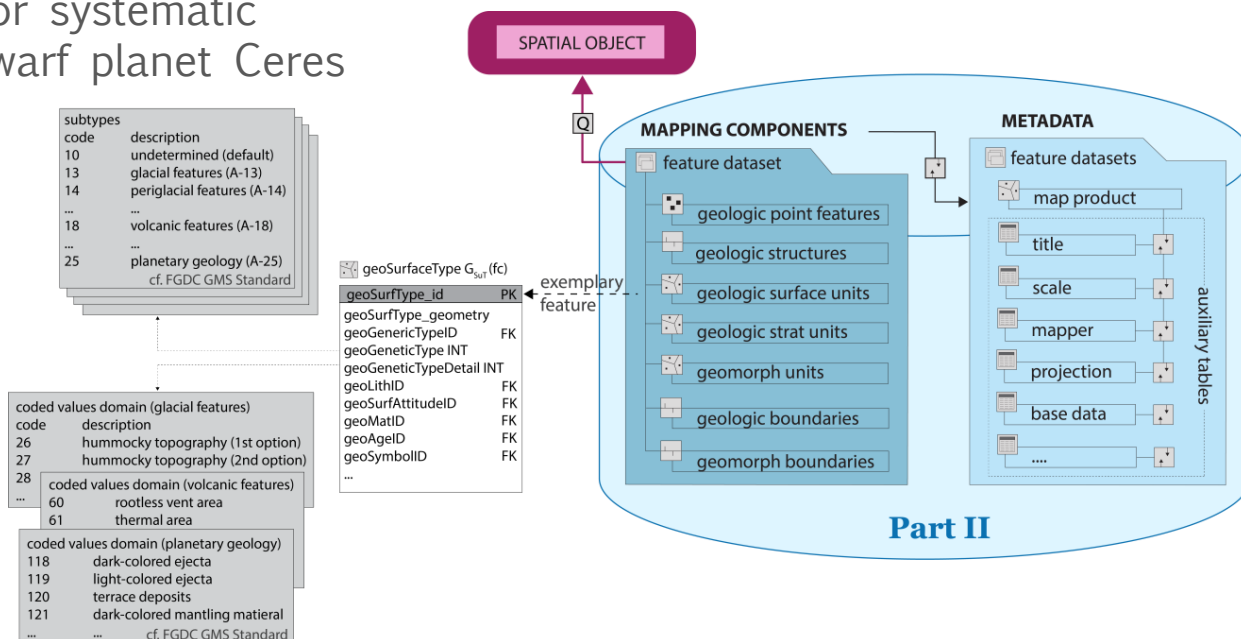 or systematic
warf planet Ceres
SPATIAL OBJECT
Q
subtypes
code description
10 undetermined (default)
13 glacial features (A-13)
14 periglacial features (A-14)
... ...
18 volcanic features (A-18)
... ...
25 planetary geology (A-25)
cf. FGDC GMS Standard
geoSurfaceType G_SuT (fc)
geoSurfType_id PK
geoSurfType_geometry
geoGenericTypeID FK
geoGeneticType INT
geoGeneticTypeDetail INT
geoLithID FK
geoSurfAttitudeID FK
geoMatID FK
geoAgeID FK
geoSymbolID FK
...
exemplary
feature
coded values domain (glacial features)
code description
26 hummocky topography (1st option)
27 hummocky topography (2nd option)
28
...
coded values domain (volcanic features)
60 rootless vent area
61 thermal area
coded values domain (planetary geology)
118 dark-colored ejecta
119 light-colored ejecta
120 terrace deposits
121 dark-colored mantling matieral
... ... cf. FGDC GMS Standard
MAPPING COMPONENTS
feature dataset
geologic point features
geologic structures
geologic surface units
geologic strat units
geomorph units
geologic boundaries
geomorph boundaries
METADATA
feature datasets
map product
title
scale
mapper
projection
base data
....
auxiliary tables
Part II